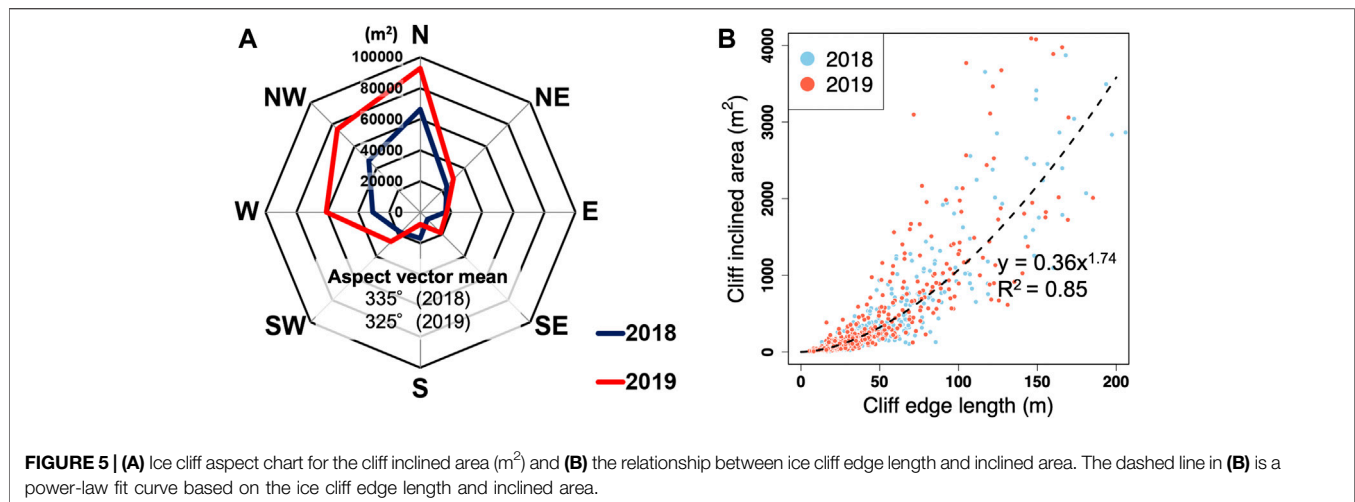 A
(m²)
N
100000
80000
60000
40000
20000
0
NW
NE
W
E
SW
SE
S
Aspect vector mean
335° (2018)
325° (2019)
2018
2019
B
2018
2019
Cliff inclined area (m²)
4000
3000
2000
1000
0
y = 0.36x^1.74
R² = 0.85
0 50 100 150 200
Cliff edge length (m)
FIGURE 5 | (A) Ice cliff aspect chart for the cliff inclined area (m²) and (B) the relationship between ice cliff edge length and inclined area. The dashed line in (B) is a
power-law fit curve based on the ice cliff edge length and inclined area.